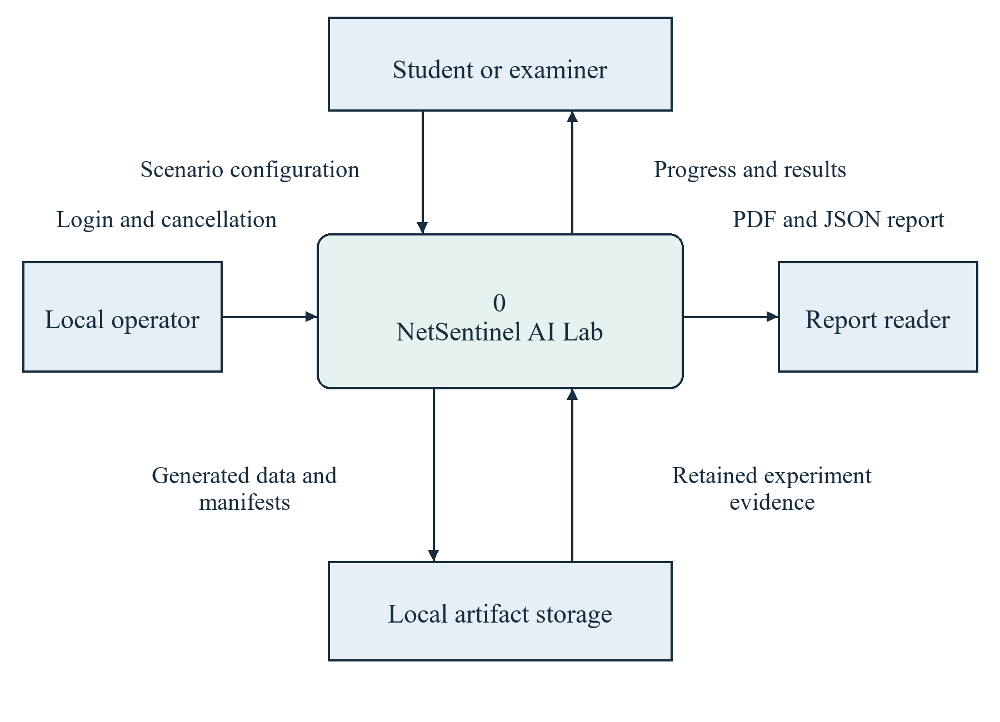 Student or examiner
Scenario configuration
Progress and results
Login and cancellation
PDF and JSON report
Local operator
0
NetSentinel AI Lab
Report reader
Generated data and
manifests
Retained experiment
evidence
Local artifact storage